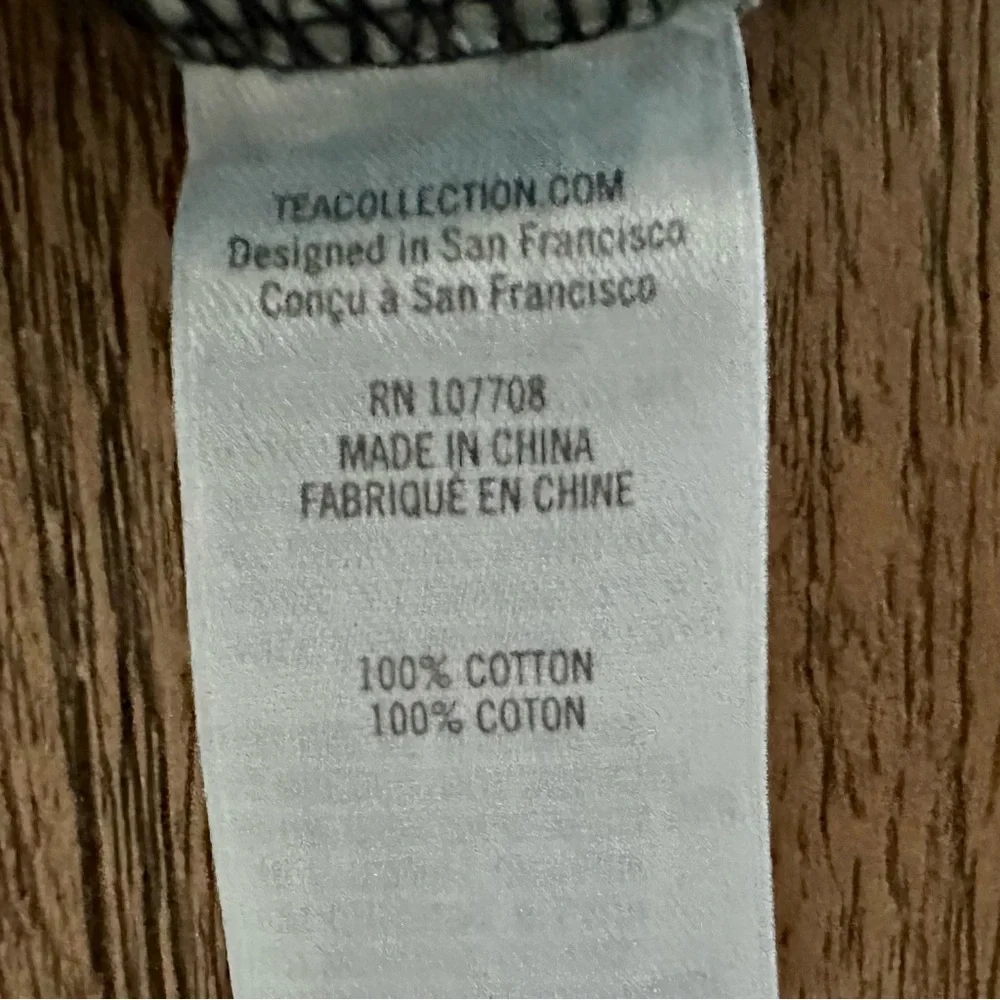 TEACOLLECTION.COM
Designed in San Francisco
Conçu à San Francisco
RN 107708
MADE IN CHINA
FABRIQUÉ EN CHINE
100% COTTON
100% COTON